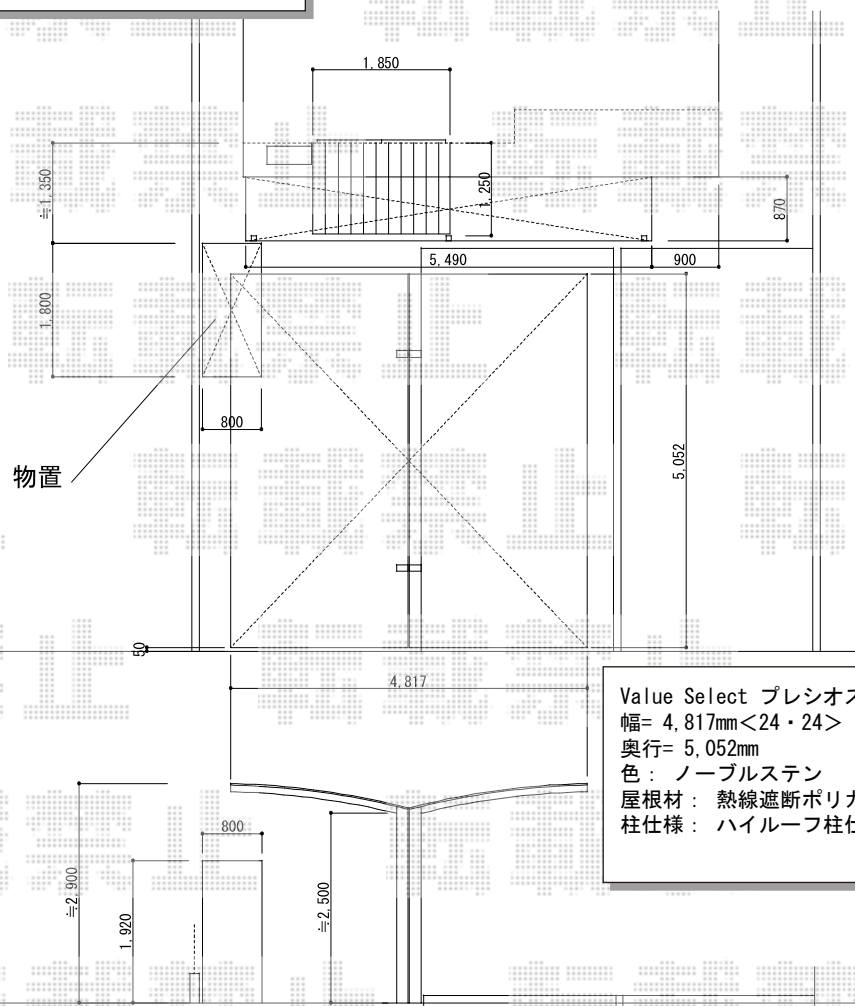 1,850
≒1,350
1,250
870
5,490
900
1,800
800
物置
5,052
50
4,817
Value Select プレシオス
幅= 4,817mm<24・24>
奥行= 5,052mm
色： ノーブルステン
屋根材： 熱線遮断ポリカ
柱仕様： ハイルーフ柱仕
800
≒2,900
1,920
≒2,500